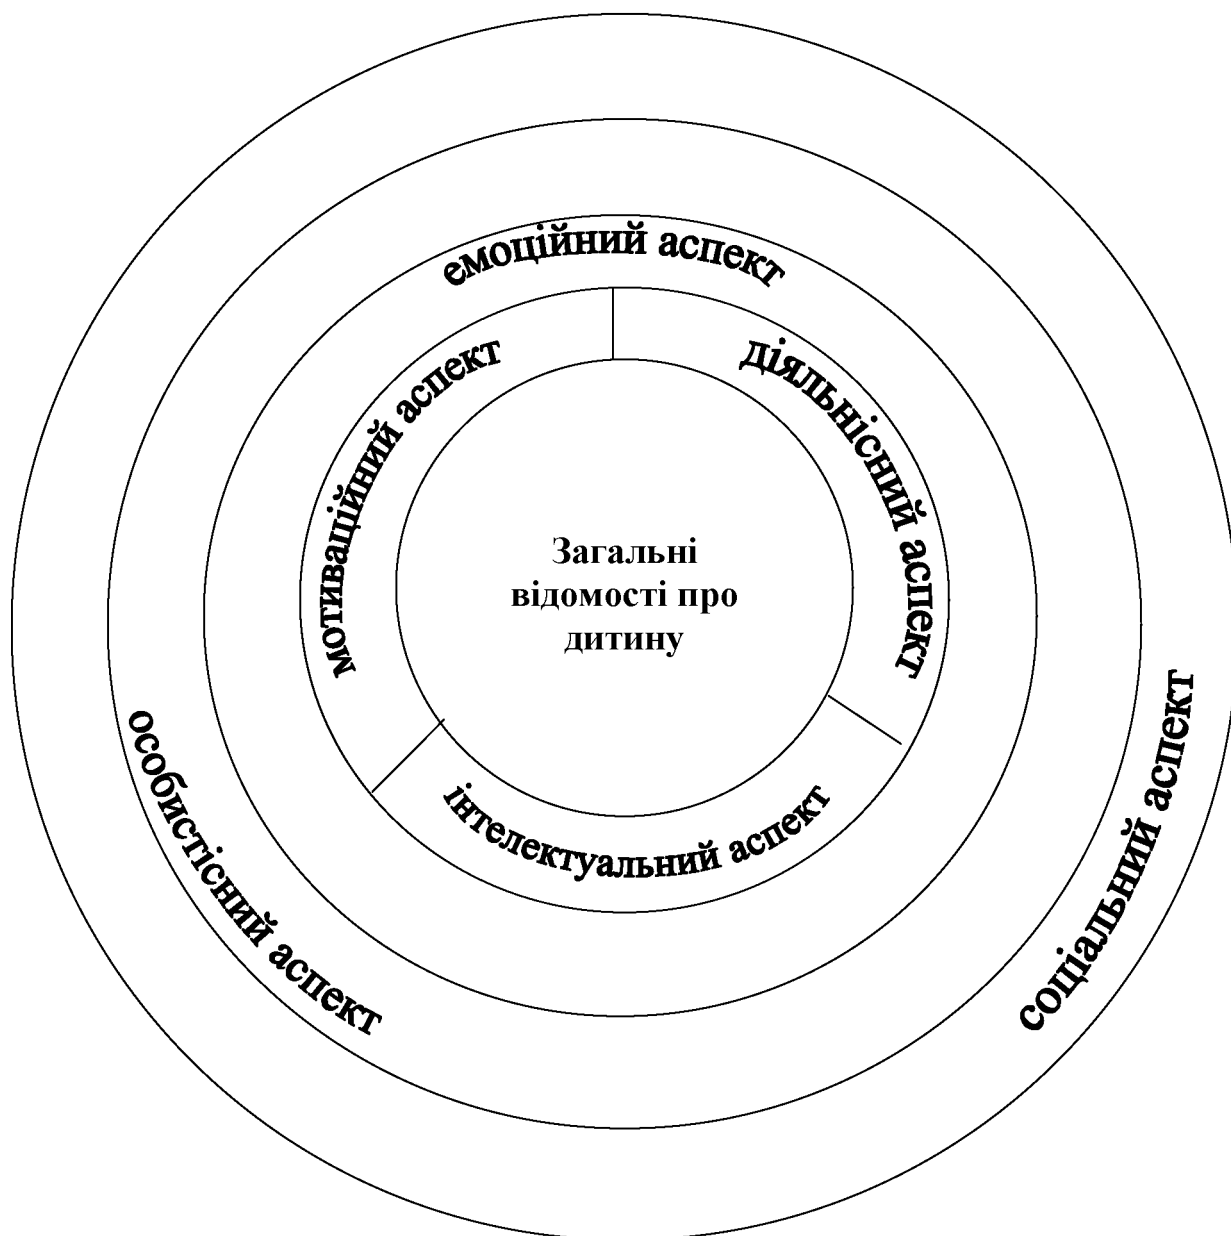 емоційний аспект
мотиваційний аспект
діяльнісний аспект
Загальні
відомості про
дитину
інтелектуальний аспект
особистісний аспект
соціальний аспект